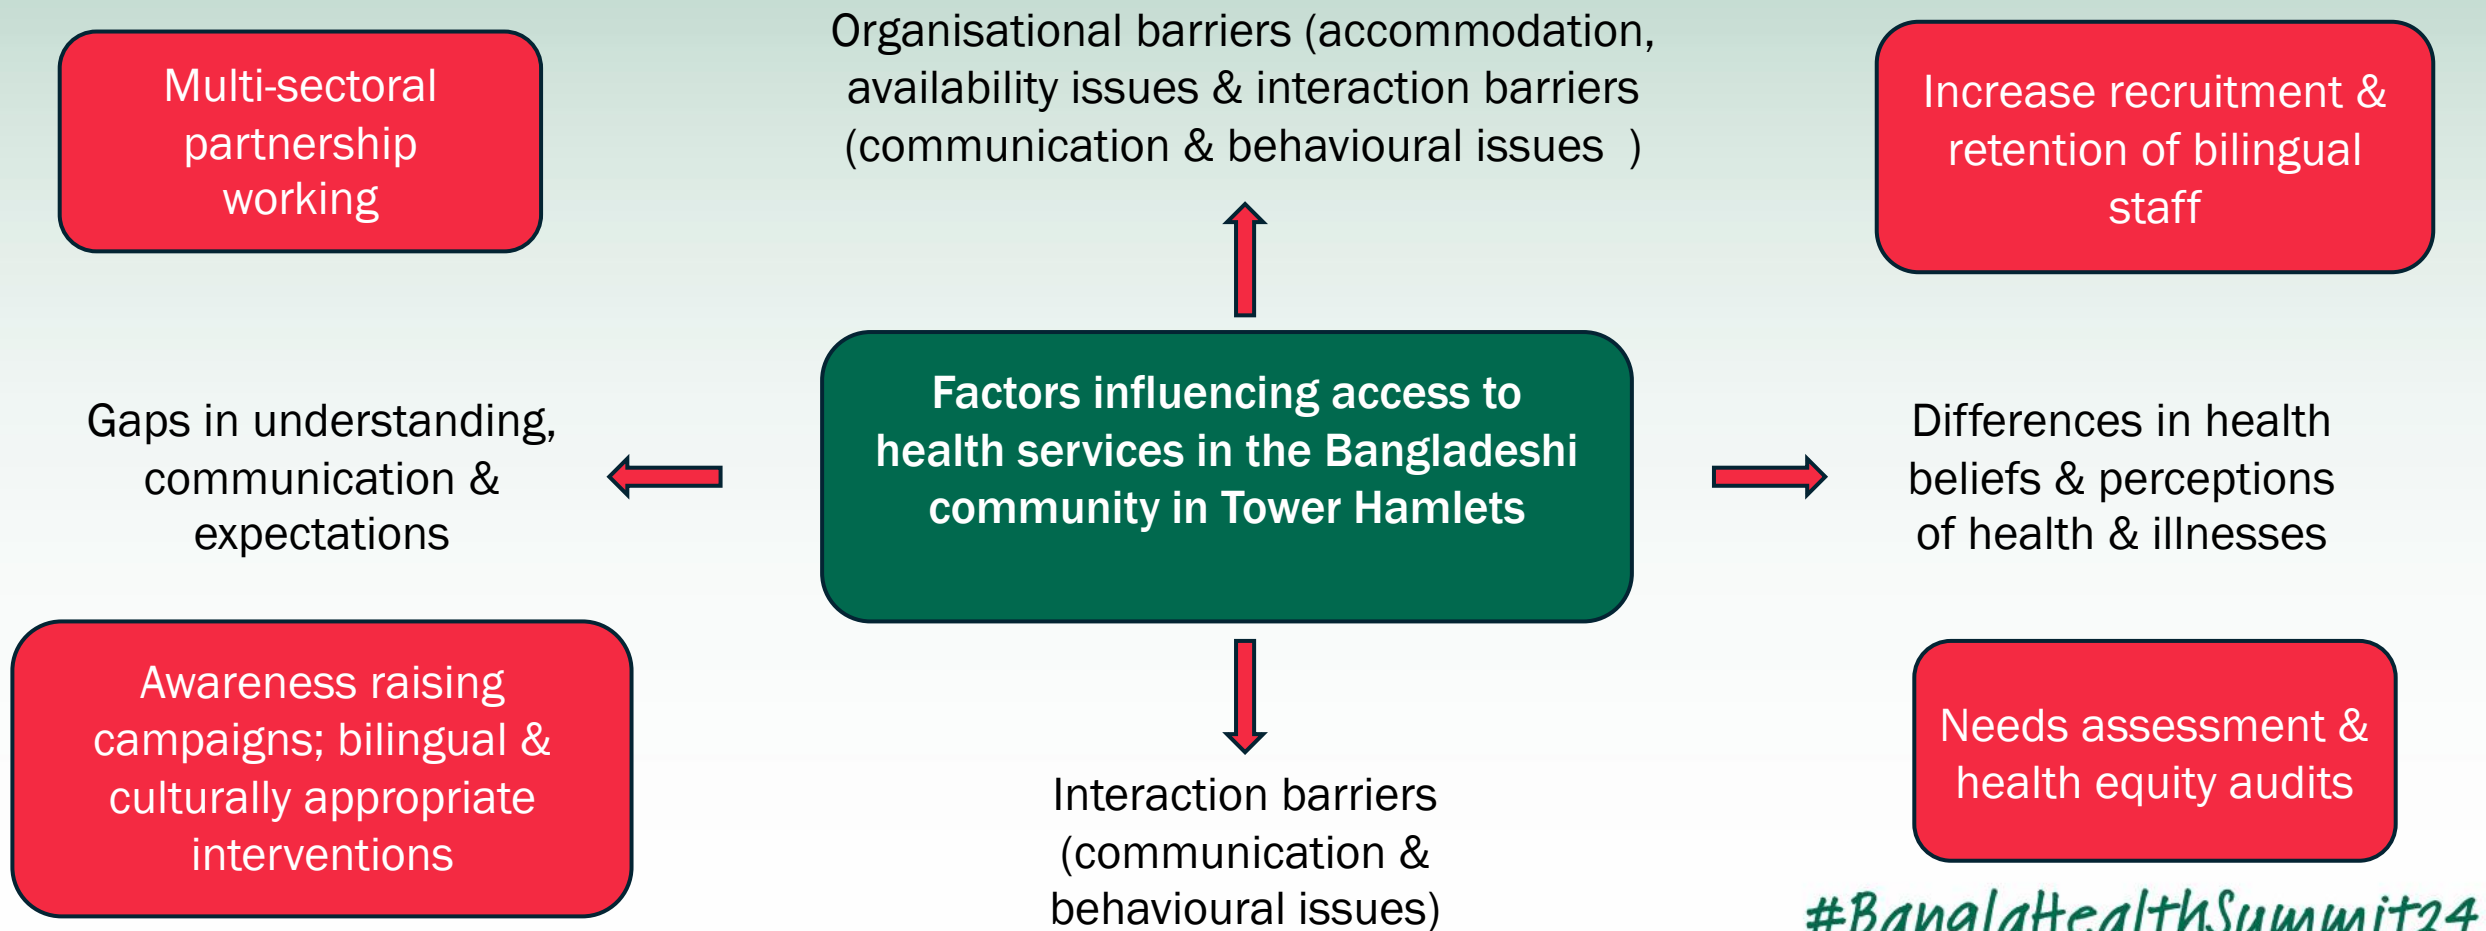 Multi-sectoral
partnership
working
Organisational barriers (accommodation,
availability issues & interaction barriers
(communication & behavioural issues  )
Increase recruitment &
retention of bilingual
staff
Gaps in understanding,
communication &
expectations
Factors influencing access to
health services in the Bangladeshi
community in Tower Hamlets
Differences in health
beliefs & perceptions
of health & illnesses
Awareness raising
campaigns; bilingual &
culturally appropriate
interventions
Interaction barriers
(communication &
behavioural issues)
Needs assessment &
health equity audits
#BanglaHealthSummit24